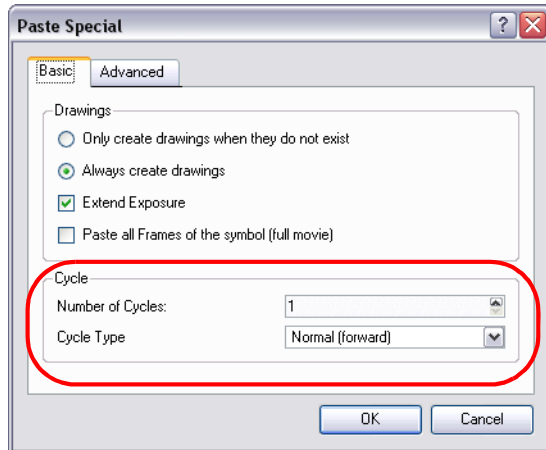 Paste Special
Basic Advanced
Drawings
Only create drawings when they do not exist
Always create drawings
Extend Exposure
Paste all Frames of the symbol (full movie)
Cycle
Number of Cycles: 1
Cycle Type Normal (forward)
OK Cancel